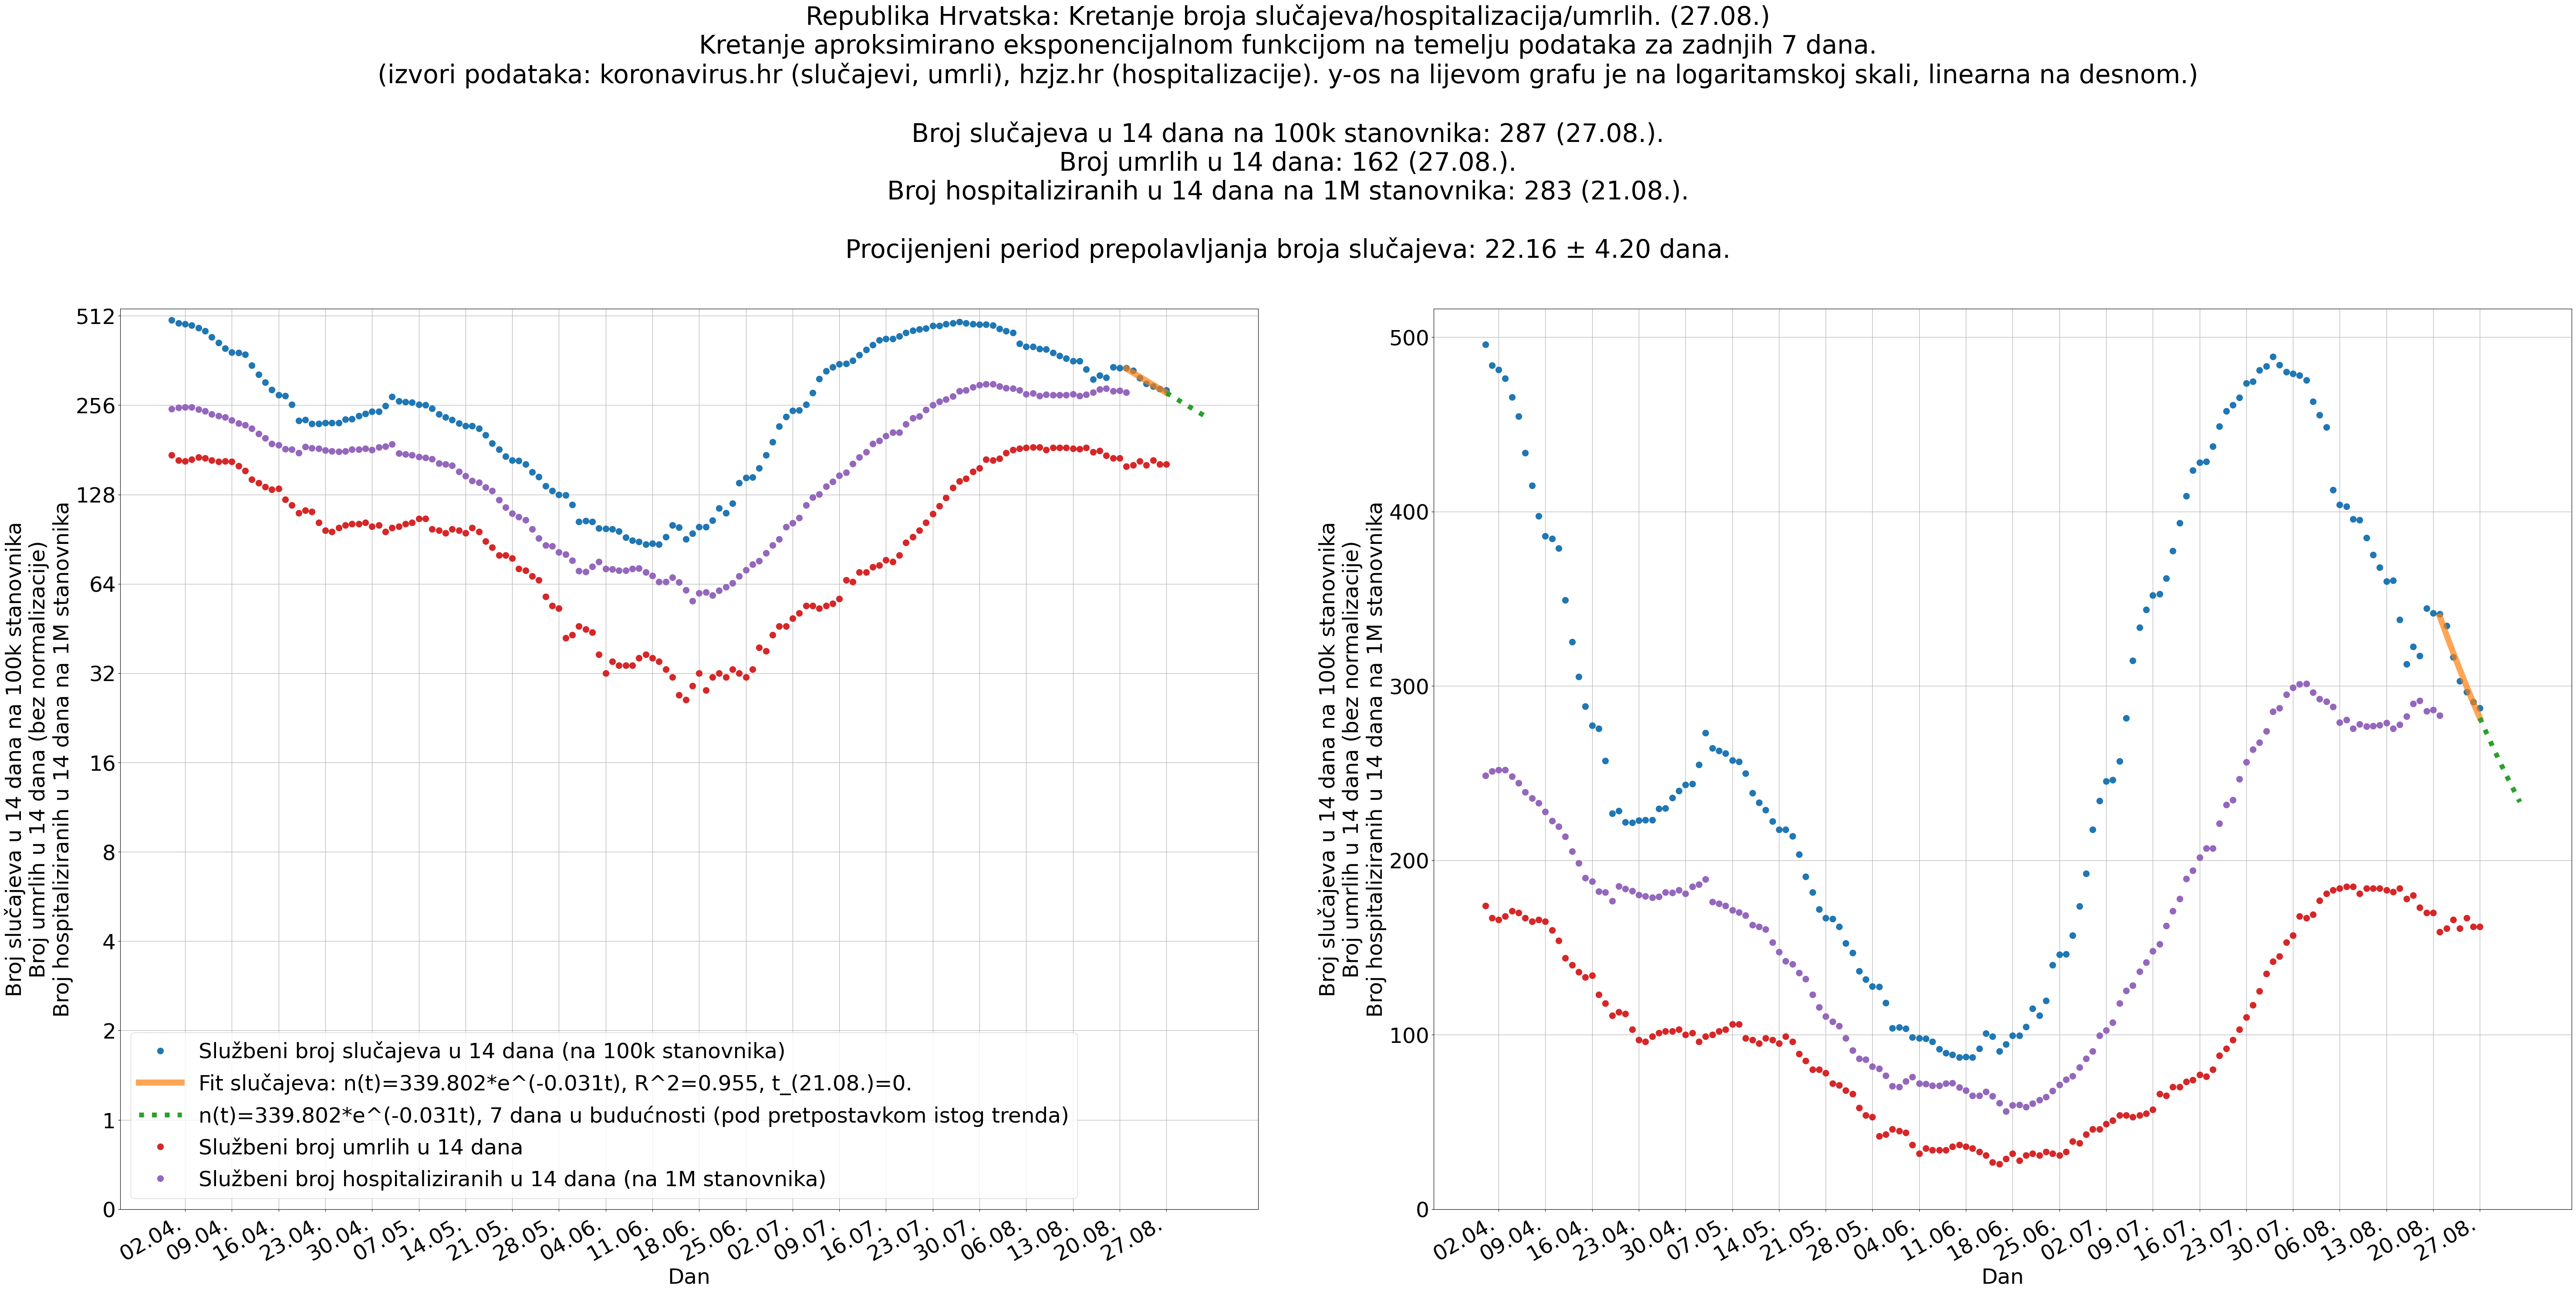 Republika Hrvatska: Kretanje broja slučajeva/hospitalizacija/umrlih. (27.08.)
Kretanje aproksimirano eksponencijalnom funkcijom na temelju podataka za zadnjih 7 dana.
(izvori podataka: koronavirus.hr (slučajevi, umrli), hzjz.hr (hospitalizacije). y-os na lijevom grafu je na logaritamskoj skali, linearna na desnom.)
Broj slučajeva u 14 dana na 100k stanovnika: 287 (27.08.).
Broj umrlih u 14 dana: 162 (27.08.).
Broj hospitaliziranih u 14 dana na 1M stanovnika: 283 (21.08.).
Procijenjeni period prepolavljanja broja slučajeva: 22.16 ± 4.20 dana.
Broj slučajeva u 14 dana na 100k stanovnika
Broj umrlih u 14 dana (bez normalizacije)
Broj hospitaliziranih u 14 dana na 1M stanovnika
512
256
128
64
32
16
8
4
2
1
0
Službeni broj slučajeva u 14 dana (na 100k stanovnika)
Fit slučajeva: n(t)=339.802*e^(-0.031t), R^2=0.955, t_(21.08.)=0.
n(t)=339.802*e^(-0.031t), 7 dana u budućnosti (pod pretpostavkom istog trenda)
Službeni broj umrlih u 14 dana
Službeni broj hospitaliziranih u 14 dana (na 1M stanovnika)
02.04. 09.04. 16.04. 23.04. 30.04. 07.05. 14.05. 21.05. 28.05. 04.06. 11.06. 18.06. 25.06. 02.07. 09.07. 16.07. 23.07. 30.07. 06.08. 13.08. 20.08. 27.08.
Dan
Broj slučajeva u 14 dana na 100k stanovnika
Broj umrlih u 14 dana (bez normalizacije)
Broj hospitaliziranih u 14 dana na 1M stanovnika
500
400
300
200
100
0
02.04. 09.04. 16.04. 23.04. 30.04. 07.05. 14.05. 21.05. 28.05. 04.06. 11.06. 18.06. 25.06. 02.07. 09.07. 16.07. 23.07. 30.07. 06.08. 13.08. 20.08. 27.08.
Dan